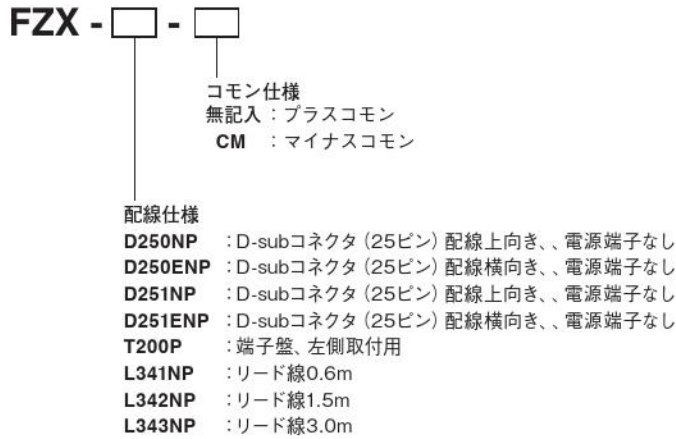 FZX - □ - □
コモン仕様
無記入：プラスコモン
CM ：マイナスコモン
配線仕様
D250NP ：D-subコネクタ（25ピン）配線上向き、、電源端子なし
D250ENP ：D-subコネクタ（25ピン）配線横向き、、電源端子なし
D251NP ：D-subコネクタ（25ピン）配線上向き、、電源端子なし
D251ENP ：D-subコネクタ（25ピン）配線横向き、、電源端子なし
T200P ：端子盤、左側取付用
L341NP ：リード線0.6m
L342NP ：リード線1.5m
L343NP ：リード線3.0m